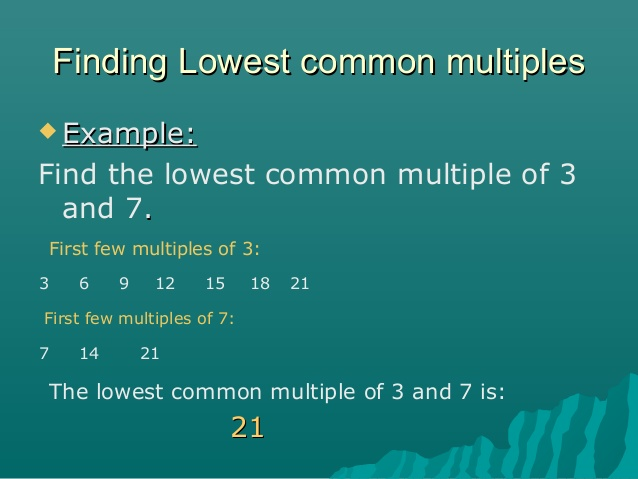 Finding Lowest common multiples
Example:
Find the lowest common multiple of 3
and 7.
First few multiples of 3:
3 6 9 12 15 18 21
First few multiples of 7:
7 14 21
The lowest common multiple of 3 and 7 is:
21